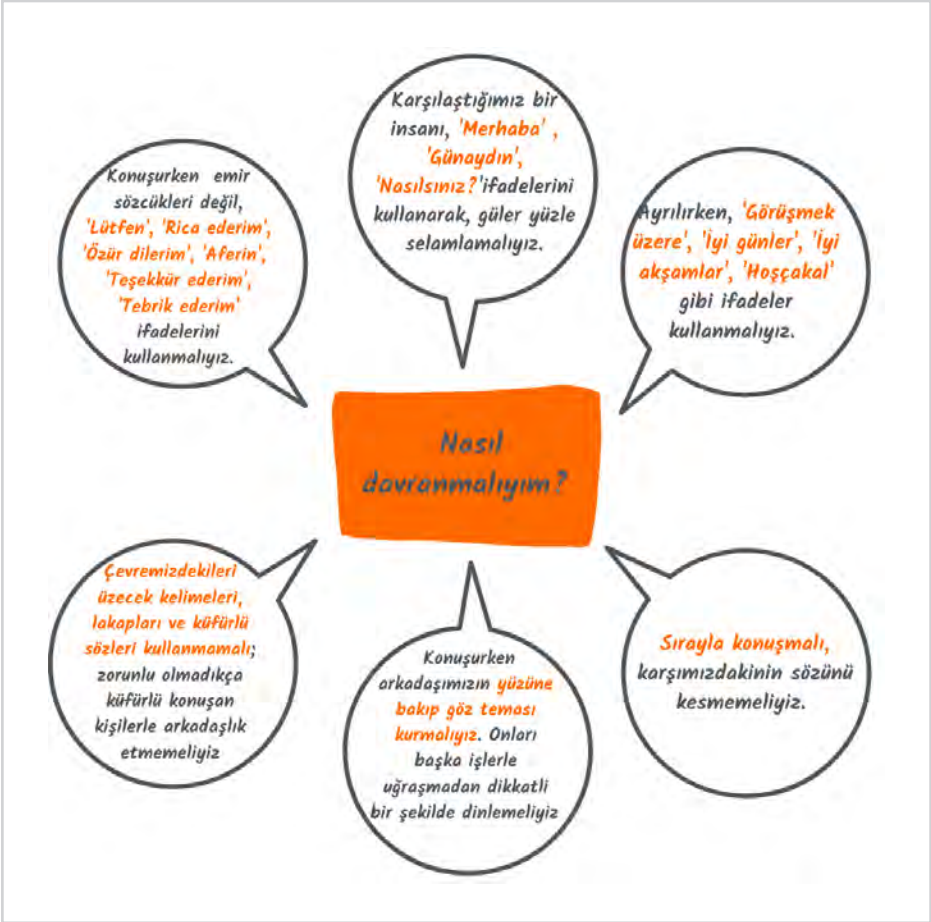 Karşılaştığımız bir
insanı, 'Merhaba' ,
'Günaydın',
'Nasılsınız?'ifadelerini
kullanarak, güler yüzle
selamlamalıyız.
Konuşurken emir
sözcükleri değil,
'Lütfen', 'Rica ederim',
'Özür dilerim', 'Aferin',
'Teşekkür ederim',
'Tebrik ederim'
ifadelerini
kullanmalıyız.
Ayrılırken, 'Görüşmek
üzere', 'İyi günler', 'İyi
akşamlar', 'Hoşçakal'
gibi ifadeler
kullanmalıyız.
Nasıl
davranmalıyım?
Çevremizdekileri
üzecek kelimeleri,
lakapları ve küfürlü
sözleri kullanmamalı;
zorunlu olmadıkça
küfürlü konuşan
kişilerle arkadaşlık
etmemeliyiz
Konuşurken
arkadaşımızın yüzüne
bakıp göz teması
kurmalıyız. Onları
başka işlerle
uğraşmadan dikkatli
bir şekilde dinlemeliyiz
Sırayla konuşmalı,
karşımızdakinin sözünü
kesmemeliyiz.